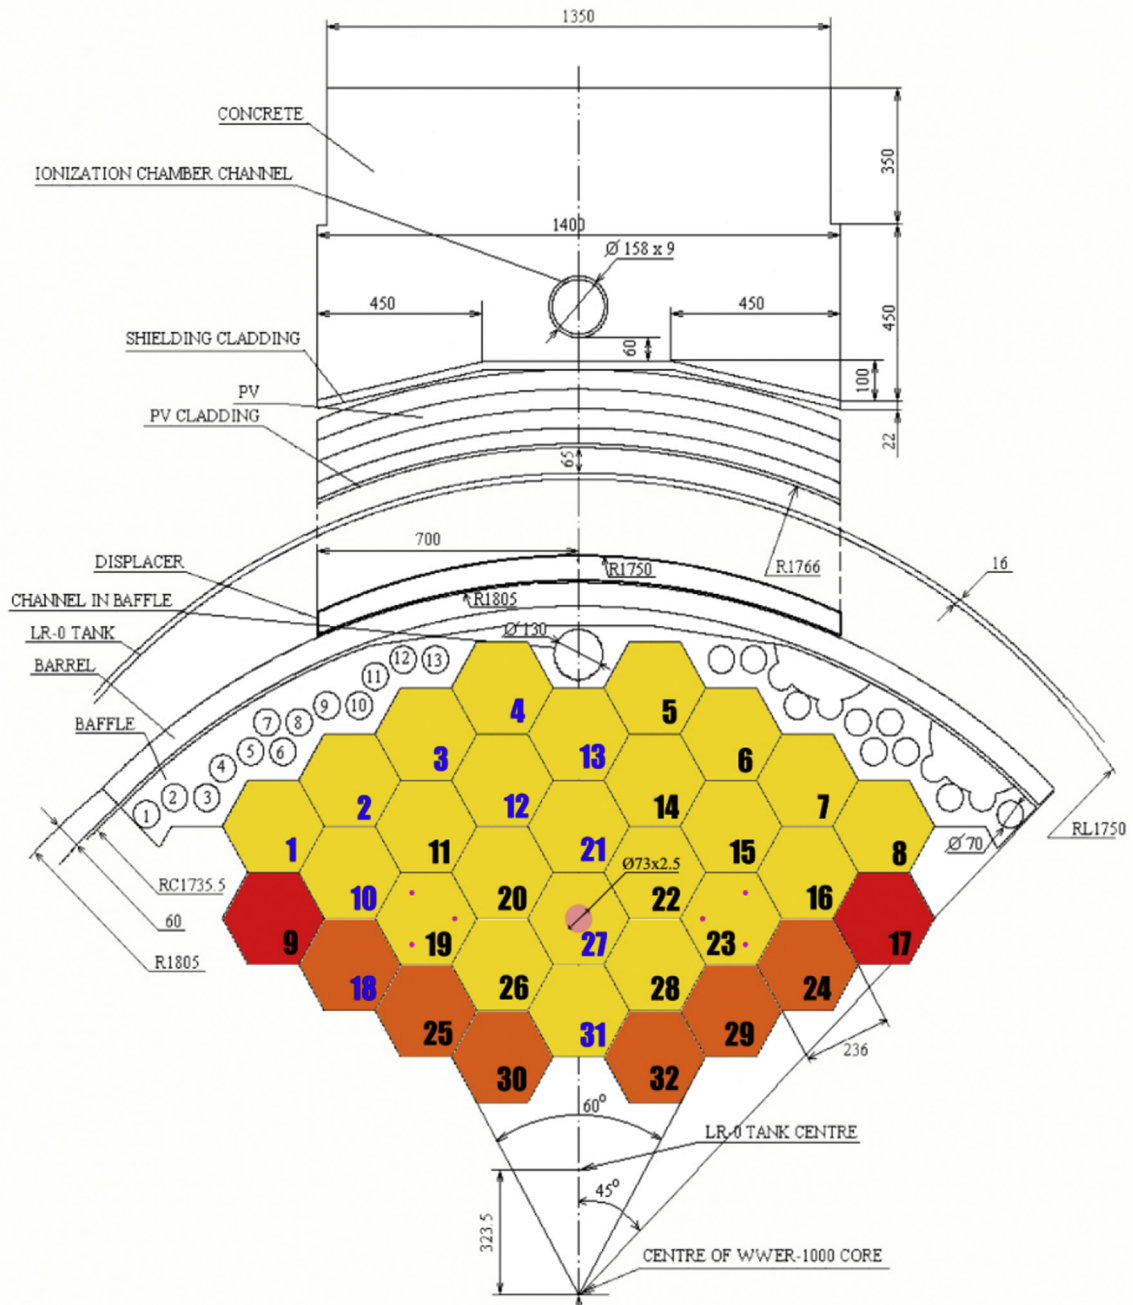 1350
CONCRETE
350
IONIZATION CHAMBER CHANNEL
1400
Ø 158 x 9
450
450
450
60
SHIELDING CLADDING
100
PV
PV CLADDING
22
65
700
R1766
DISPLACER
R1750
16
CHANNEL IN BAFFLE
R1805
LR-0 TANK
Ø 130
BARREL
BAFFLE
12 13
11
9 10
7 8
5 6
4
1 2 3
4 5
3 13 6
2 12 14 7
1 11 21 15 8
RL1750
Ø 70
Ø73x2.5
RC1735.5
10 20 22 16
60
9 19 27 23 17
R1805
18 26 28 24
25 31 29
236
30 32
60°
LR-0 TANK CENTRE
45°
323.5
CENTRE OF WWER-1000 CORE